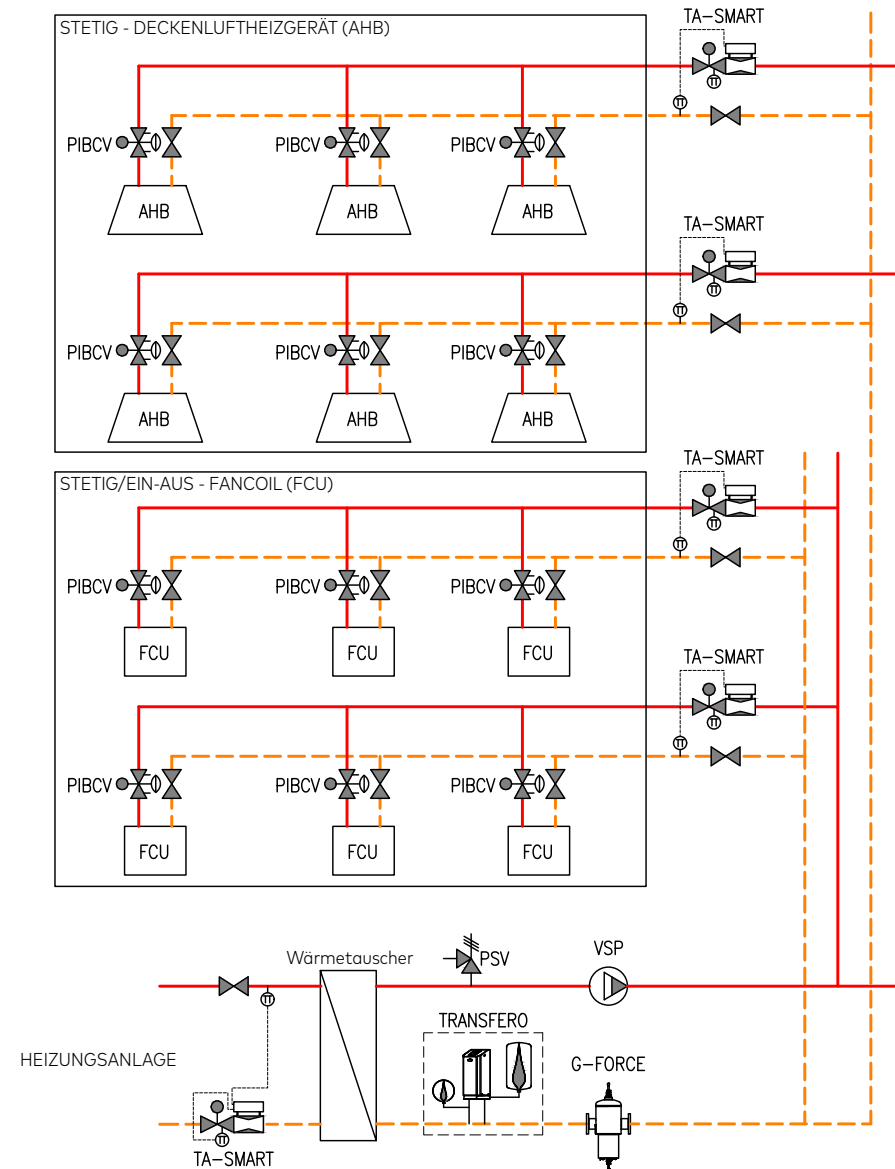 STETIG - DECKENLUFTHEIZGERÄT (AHB)
TA-SMART
PIBCV PIBCV PIBCV
AHB AHB AHB
TA-SMART
PIBCV PIBCV PIBCV
AHB AHB AHB
STETIG/EIN-AUS - FANCOIL (FCU)
TA-SMART
PIBCV PIBCV PIBCV
FCU FCU FCU
TA-SMART
PIBCV PIBCV PIBCV
FCU FCU FCU
Wärmetauscher PSV VSP
TRANSFERO
HEIZUNGSANLAGE G-FORCE
TA-SMART